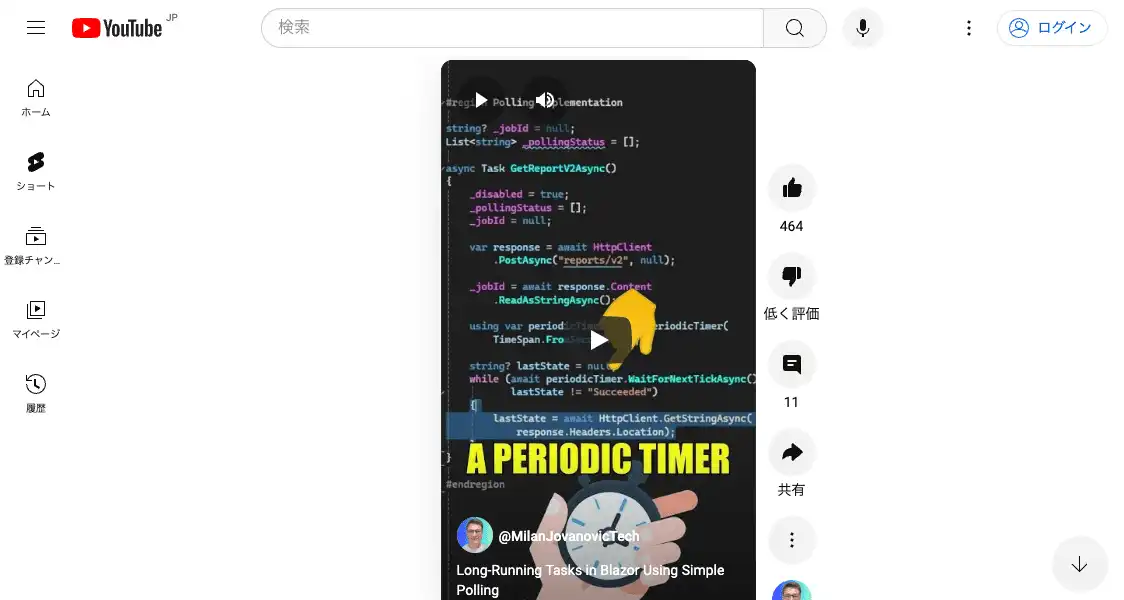 YouTube JP
検索
ログイン
ホーム
ショート
登録チャン...
マイページ
履歴
#region Polling Implementation
string? _jobId = null;
List<string> _pollingStatus = [];
async Task GetReportV2Async()
{
_disabled = true;
_pollingStatus = [];
_jobId = null;
var response = await HttpClient
.PostAsync("reports/v2", null);
_jobId = await response.Content
.ReadAsStringAsync();
using var periodicTimer
eriodicTimer(
TimeSpan.From
string? lastState = null
while (await periodicTimer.WaitForNextTickAsync()
lastState != "Succeeded")
{
lastState = await HttpClient.GetStringAsync(
response.Headers.Location);
}
A PERIODIC TIMER
#endregion
@MilanJovanovicTech
Long-Running Tasks in Blazor Using Simple
Polling
464
低く評価
11
共有